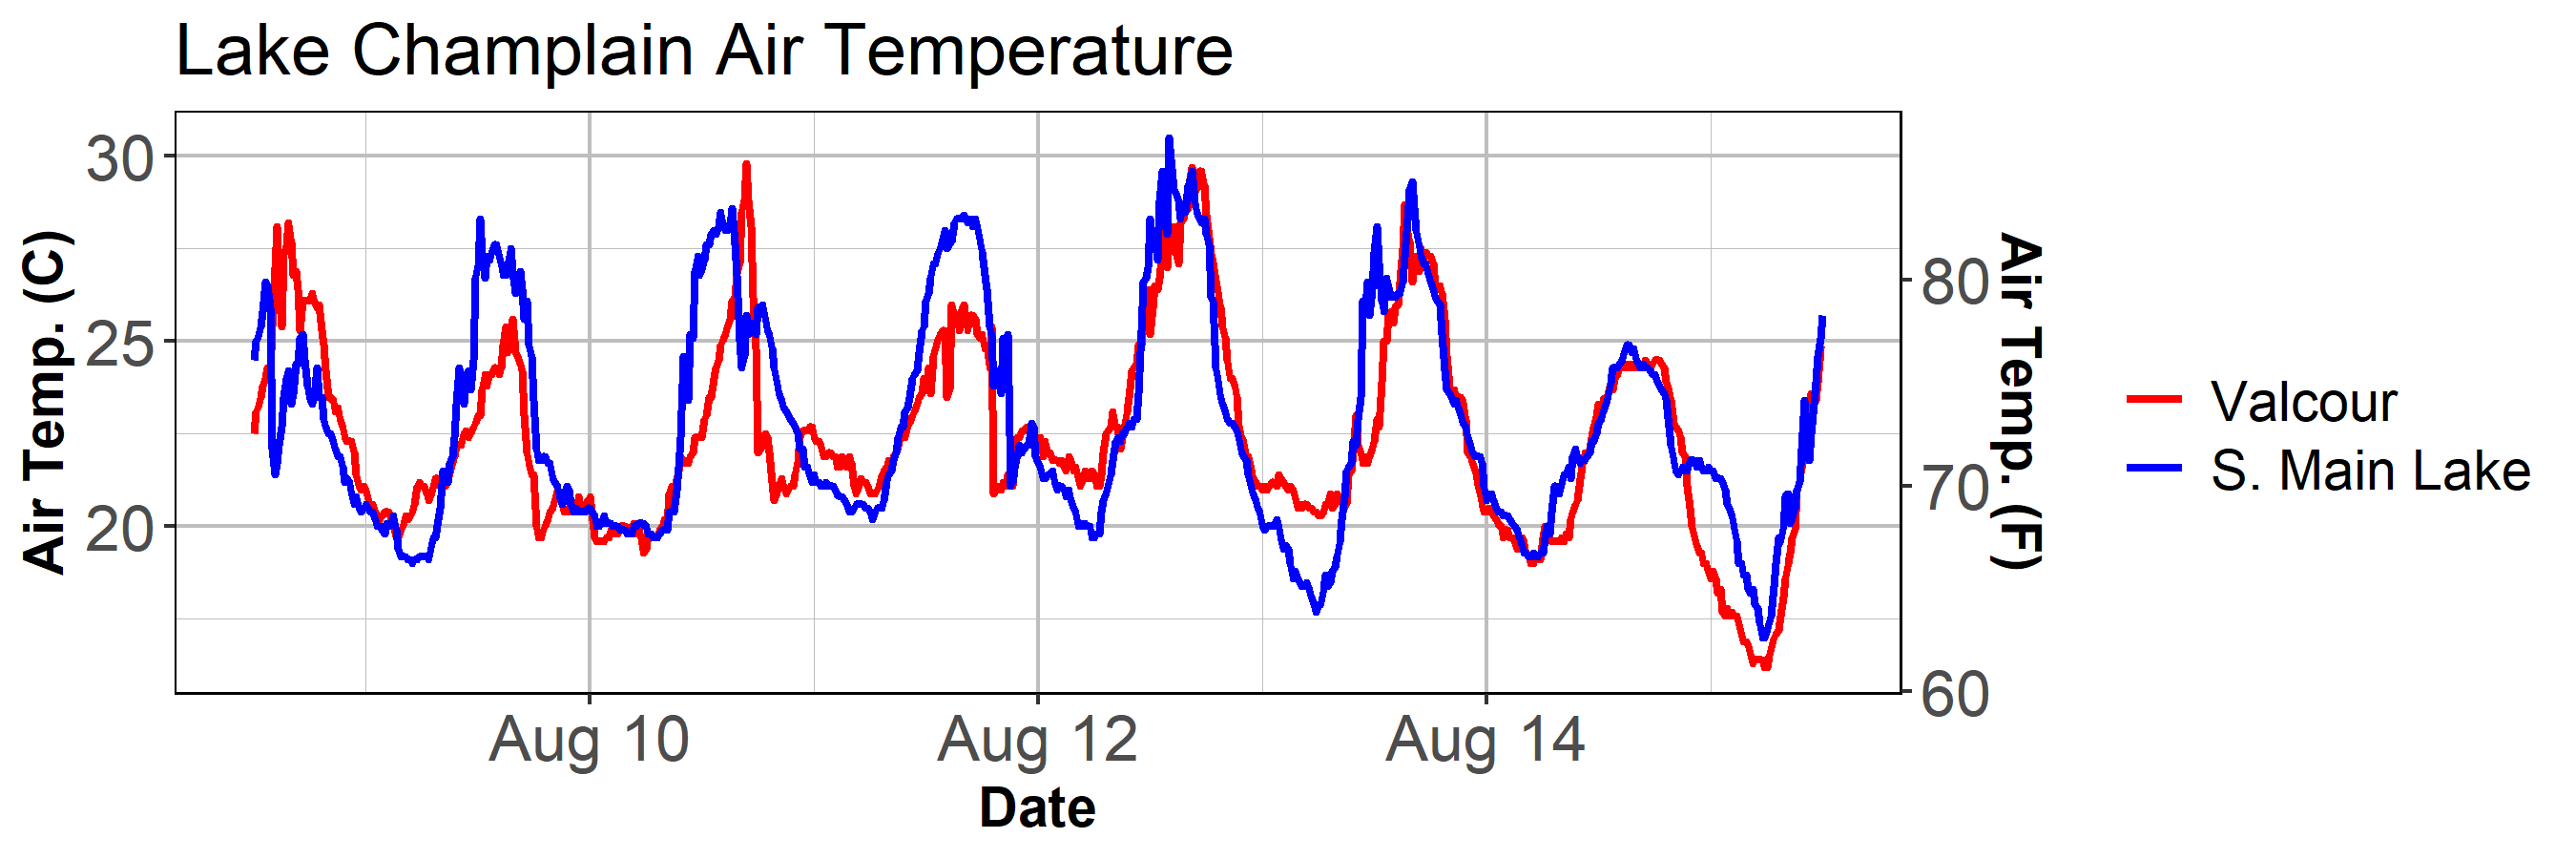 Lake Champlain Air Temperature
Air Temp. (C)
30
25
20
Aug 10
Aug 12
Aug 14
Date
80
70
60
Air Temp. (F)
Valcour
S. Main Lake